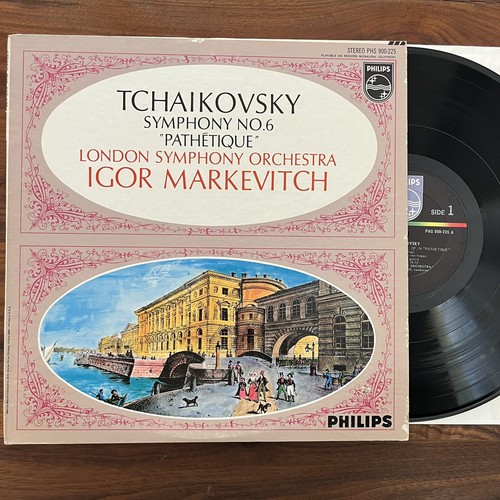 STEREO PHS 900-225
PHILIPS
TCHAIKOVSKY
SYMPHONY NO.6
"PATHÉTIQUE"
LONDON SYMPHONY ORCHESTRA
IGOR MARKEVITCH
PHILIPS
SIDE 1
PHS 900-225 A